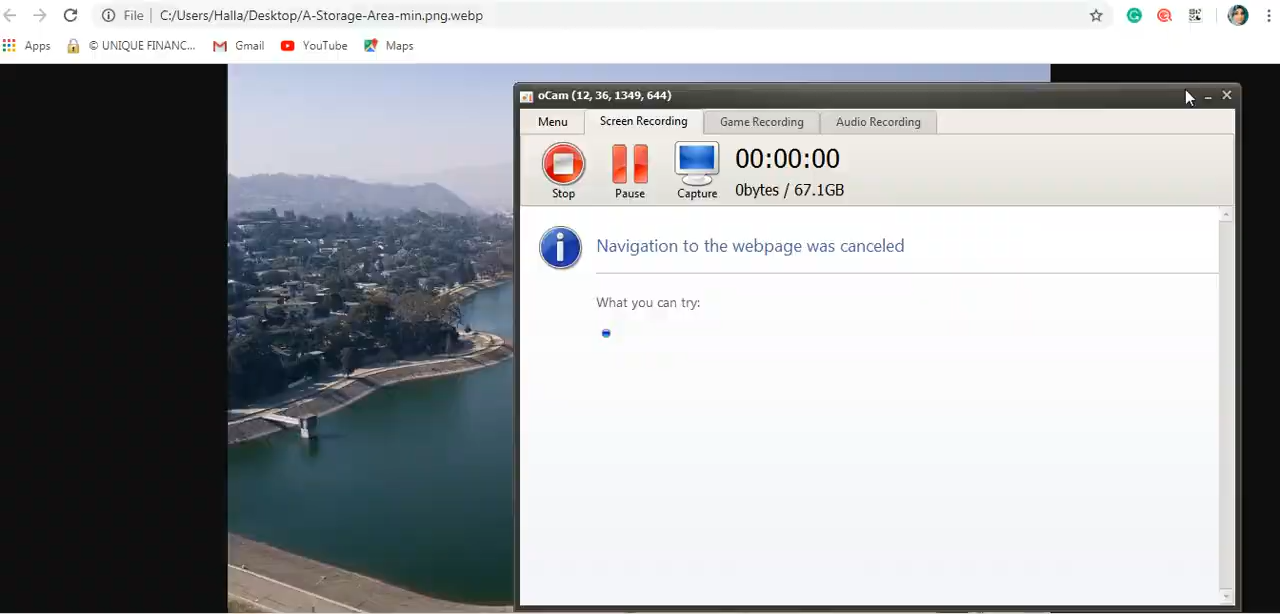 File C:/Users/Halla/Desktop/A-Storage-Area-min.png.webp
Apps © UNIQUE FINANC... Gmail YouTube Maps
oCam (12, 36, 1349, 644)
Menu Screen Recording Game Recording Audio Recording
00:00:00
Stop Pause Capture 0bytes / 67.1GB
Navigation to the webpage was canceled
What you can try: